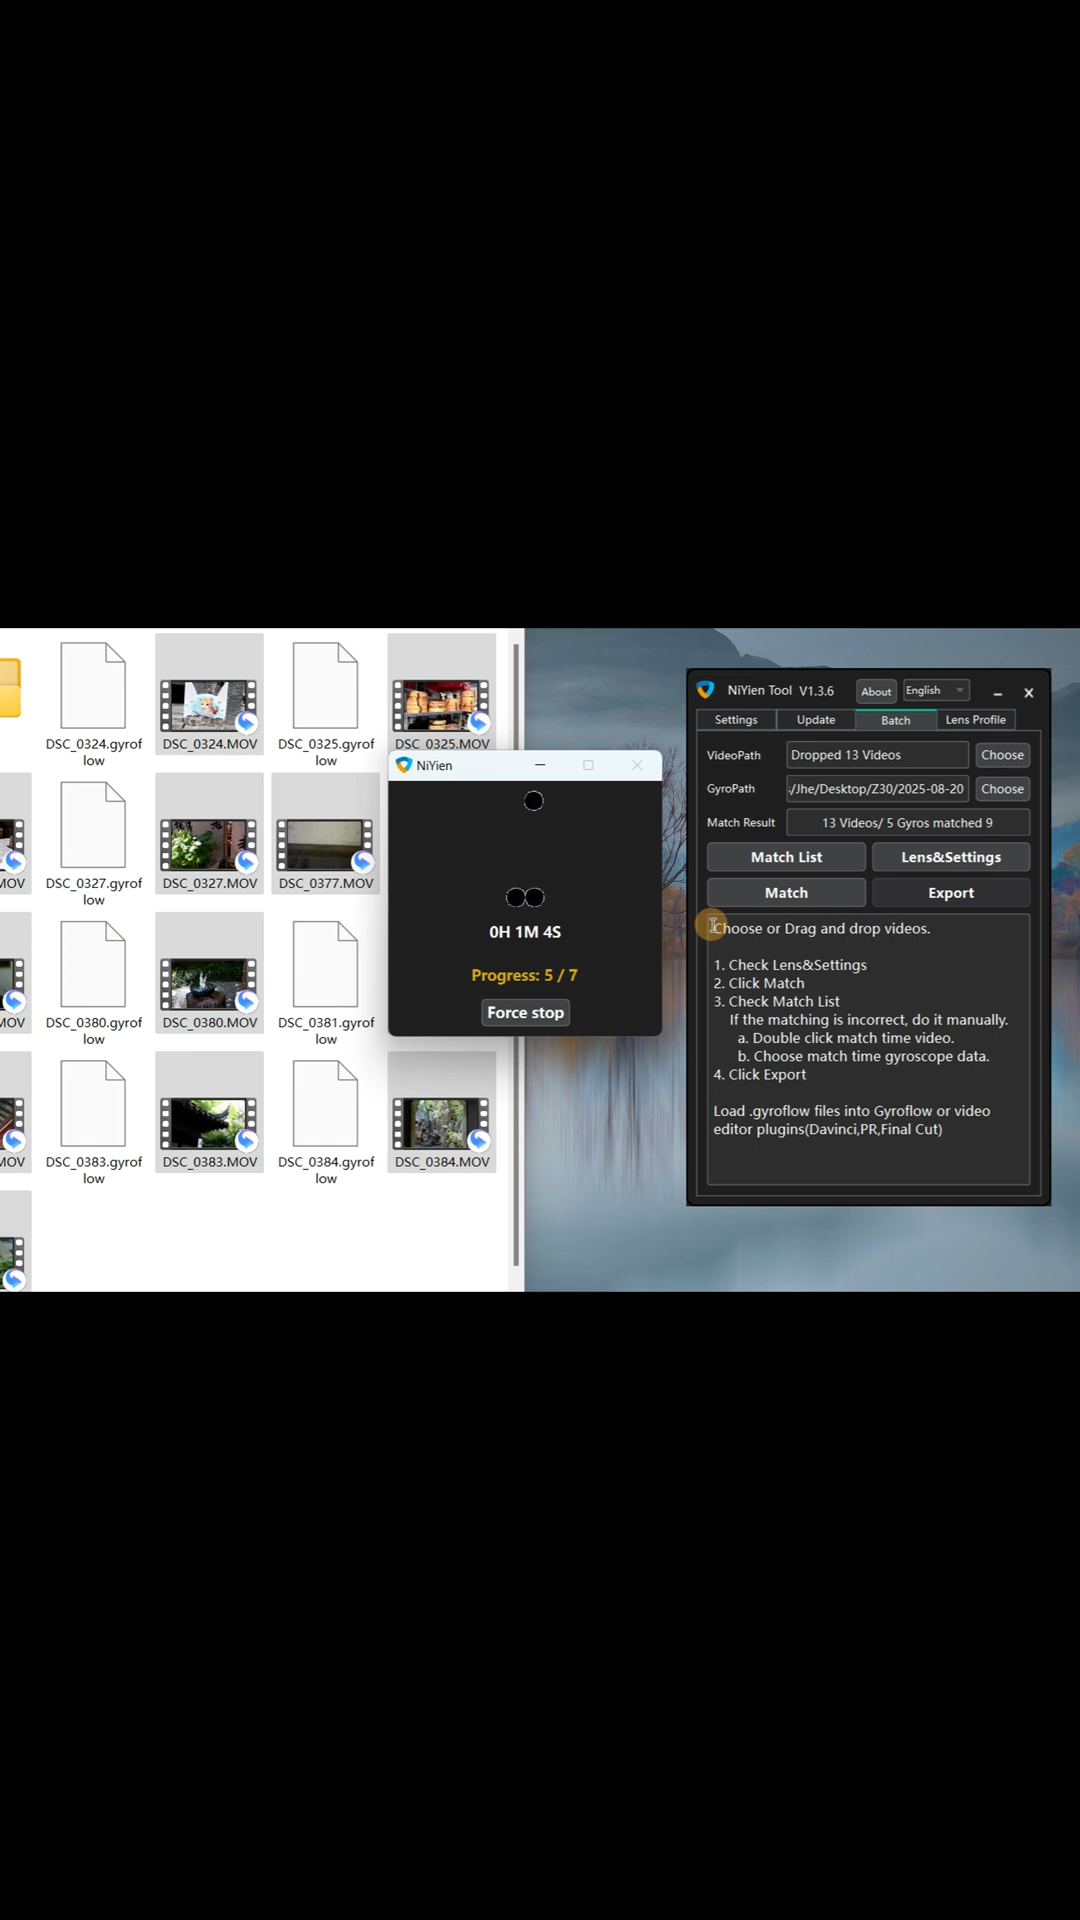 DSC_0324.gyrof
low
DSC_0324.MOV
DSC_0325.gyrof
low
DSC_0325.MOV
MOV
DSC_0327.gyrof
low
DSC_0327.MOV
DSC_0377.MOV
MOV
DSC_0380.gyrof
low
DSC_0380.MOV
DSC_0381.gyrof
low
MOV
DSC_0383.gyrof
low
DSC_0383.MOV
DSC_0384.gyrof
low
DSC_0384.MOV
NiYien
0H 1M 4S
Progress: 5 / 7
Force stop
NiYien Tool V1.3.6
About
English
Settings
Update
Batch
Lens Profile
VideoPath
Dropped 13 Videos
Choose
GyroPath
/Jhe/Desktop/Z30/2025-08-20
Choose
Match Result
13 Videos/ 5 Gyros matched 9
Match List
Lens&Settings
Match
Export
Choose or Drag and drop videos.
1. Check Lens&Settings
2. Click Match
3. Check Match List
If the matching is incorrect, do it manually.
a. Double click match time video.
b. Choose match time gyroscope data.
4. Click Export
Load .gyroflow files into Gyroflow or video
editor plugins(Davinci,PR,Final Cut)